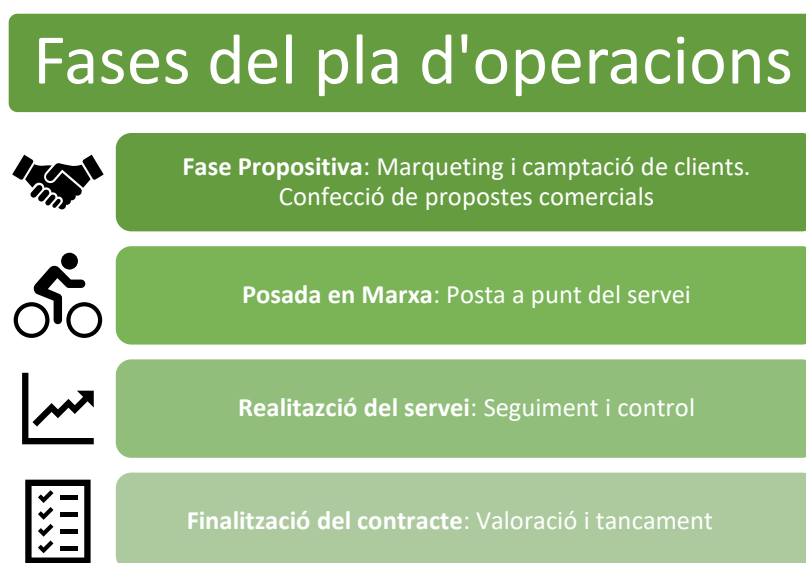 Fases del pla d'operacions
Fase Propositiva: Marqueting i camptació de clients.
Confecció de propostes comercials
Posada en Marxa: Posta a punt del servei
Realitazció del servei: Seguiment i control
Finalització del contracte: Valoració i tancament